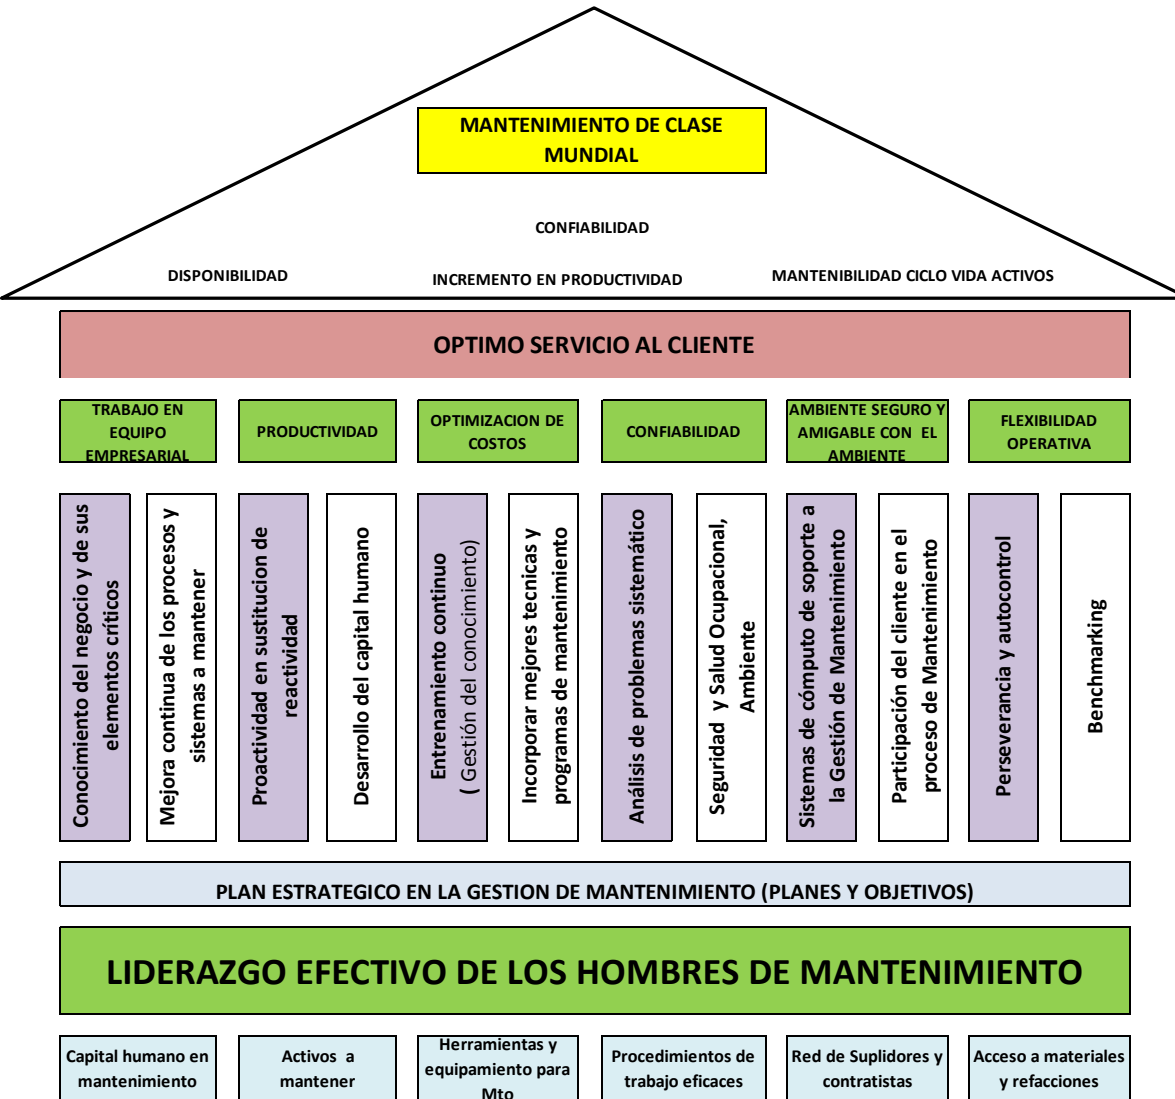 MANTENIMIENTO DE CLASE
MUNDIAL
CONFIABILIDAD
DISPONIBILIDAD
INCREMENTO EN PRODUCTIVIDAD
MANTENIBILIDAD CICLO VIDA ACTIVOS
OPTIMO SERVICIO AL CLIENTE
TRABAJO EN
EQUIPO
EMPRESARIAL
PRODUCTIVIDAD
OPTIMIZACION DE
COSTOS
CONFIABILIDAD
AMBIENTE SEGURO Y
AMIGABLE CON EL
AMBIENTE
FLEXIBILIDAD
OPERATIVA
Conocimiento del negocio y de sus
elementos críticos
Mejora continua de los procesos y
sistemas a mantener
Proactividad en sustitucion de
reactividad
Desarrollo del capital humano
Entrenamiento continuo
( Gestión del conocimiento)
Incorporar mejores tecnicas y
programas de mantenimiento
Análisis de problemas sistemático
Seguridad y Salud Ocupacional,
Ambiente
Sistemas de cómputo de soporte a
la Gestión de Mantenimiento
Participación del cliente en el
proceso de Mantenimiento
Perseverancia y autocontrol
Benchmarking
PLAN ESTRATEGICO EN LA GESTION DE MANTENIMIENTO (PLANES Y OBJETIVOS)
LIDERAZGO EFECTIVO DE LOS HOMBRES DE MANTENIMIENTO
Capital humano en
mantenimiento
Activos a
mantener
Herramientas y
equipamiento para
Mto
Procedimientos de
trabajo eficaces
Red de Suplidores y
contratistas
Acceso a materiales
y refacciones